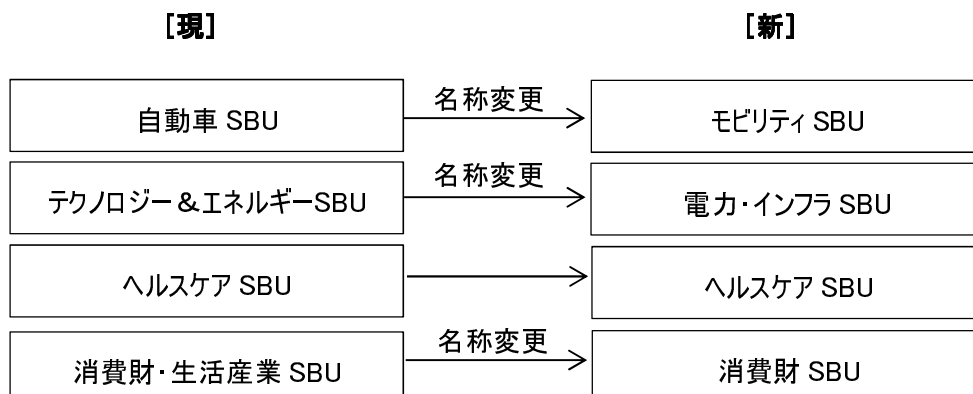 ［現］ ［新］
名称変更
自動車 SBU モビリティ SBU
名称変更
テクノロジー＆エネルギーSBU 電力・インフラ SBU
ヘルスケア SBU ヘルスケア SBU
名称変更
消費財・生活産業 SBU 消費財 SBU